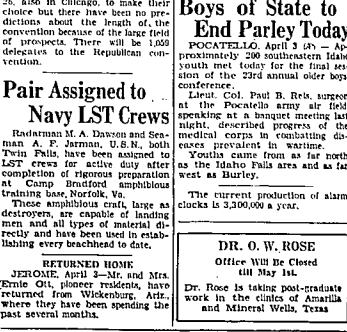 26, also in Chicago, to make their
choice but there have been no pre-
dictions about the length of the
convention because of the large field
of prospects. There will be 1,059
delegates to the Republican con-
vention.
Pair Assigned to
Navy LST Crews
Radarman M. A. Dawson and Sea-
man A. F. Jarman, U.S.N., both
Twin Falls, have been assigned to
LST crews for active duty after
completion of rigorous preparation
at Camp Bradford amphibious
training base, Norfolk, Va.
These amphibious craft, large as
destroyers, are capable of landing
men and all types of material di-
rectly and have been used in estab-
lishing every beachhead to date.
RETURNED HOME
JEROME, April 3—Mr. and Mrs.
Ernie Ott, pioneer residents, have
returned from Wickenburg, Ariz.,
where they have been spending the
past several months.
Boys of State to
End Parley Today
POCATELLO, April 3 (AP) — Ap-
proximately 200 southeastern Idaho
youth met today for the final ses-
sion of the 23rd annual older boys
conference.
Lieut. Col. Paul B. Reis, surgeon
at the Pocatello army air field
speaking at a banquet meeting last
night, described progress of the
medical corps in combatting dis-
eases prevalent in wartime.
Youths came from as far north
as the Idaho Falls area and as far
west as Burley.
The current production of alarm
clocks is 3,300,000 a year.
DR. O. W. ROSE
Office Will Be Closed
till May 1st.
Dr. Rose is taking post-graduate
work in the clinics of Amarilla
and Mineral Wells, Texas